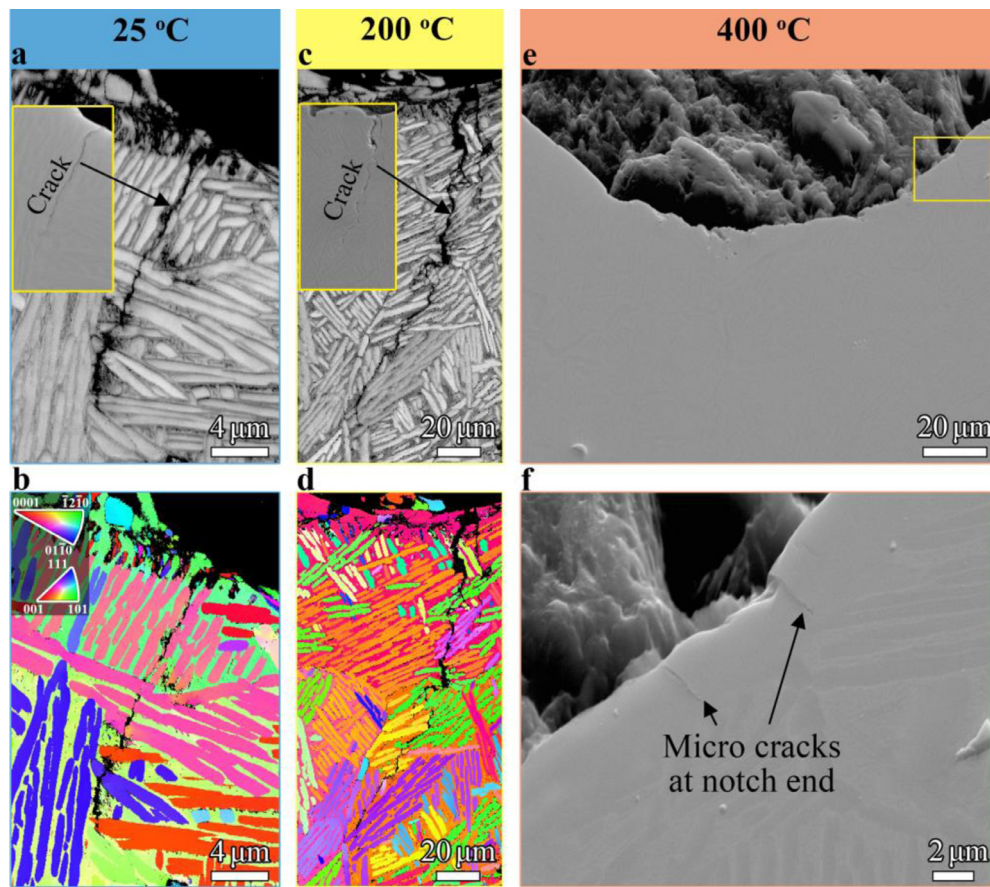 25 °C
200 °C
400 °C
a
c
e
Crack
Crack
4 µm
20 µm
20 µm
b
d
f
0001 1̅21̅0
011̅0
111
001 101
Micro cracks
at notch end
4 µm
20 µm
2 µm